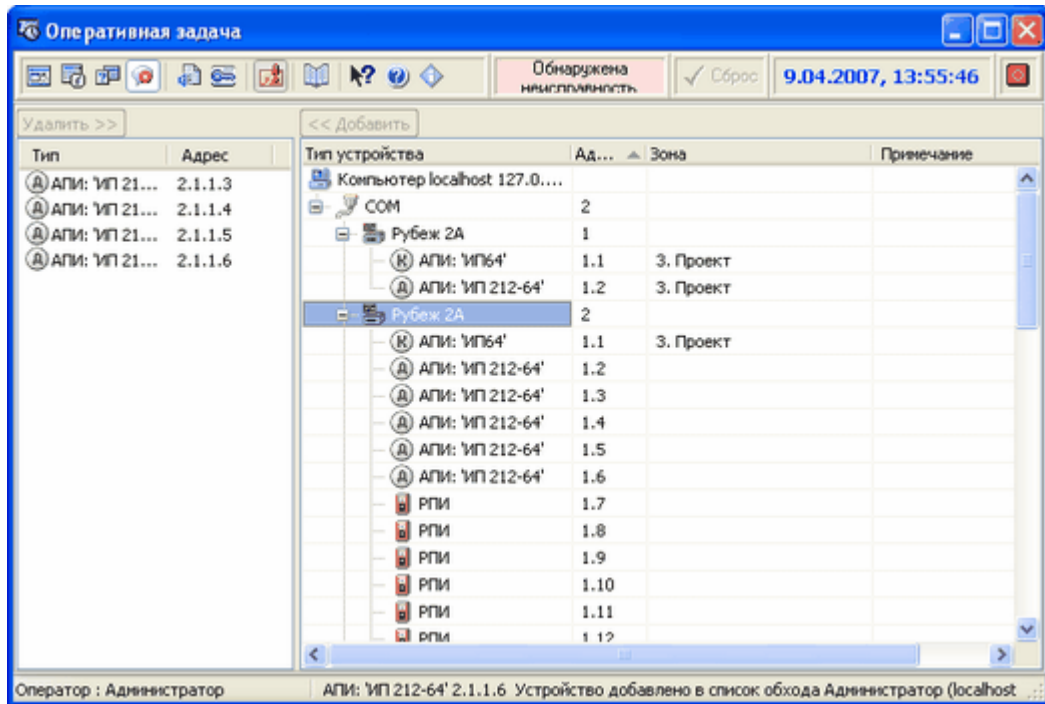 Оперативная задача
Обнаружена
неисправность
Сброс
9.04.2007, 13:55:46
Удалить >>
<< Добавить
Тип Адрес
АПИ: 'ИП 21... 2.1.1.3
АПИ: 'ИП 21... 2.1.1.4
АПИ: 'ИП 21... 2.1.1.5
АПИ: 'ИП 21... 2.1.1.6
Тип устройства Ад... Зона Примечание
Компьютер localhost 127.0....
COM 2
Рубеж 2А 1
К АПИ: 'ИП64' 1.1 3. Проект
Д АПИ: 'ИП 212-64' 1.2 3. Проект
Рубеж 2А 2
К АПИ: 'ИП64' 1.1 3. Проект
Д АПИ: 'ИП 212-64' 1.2
Д АПИ: 'ИП 212-64' 1.3
Д АПИ: 'ИП 212-64' 1.4
Д АПИ: 'ИП 212-64' 1.5
Д АПИ: 'ИП 212-64' 1.6
РПИ 1.7
РПИ 1.8
РПИ 1.9
РПИ 1.10
РПИ 1.11
РПИ 1.12
Оператор : Администратор
АПИ: 'ИП 212-64' 2.1.1.6 Устройство добавлено в список обхода Администратор (localhost